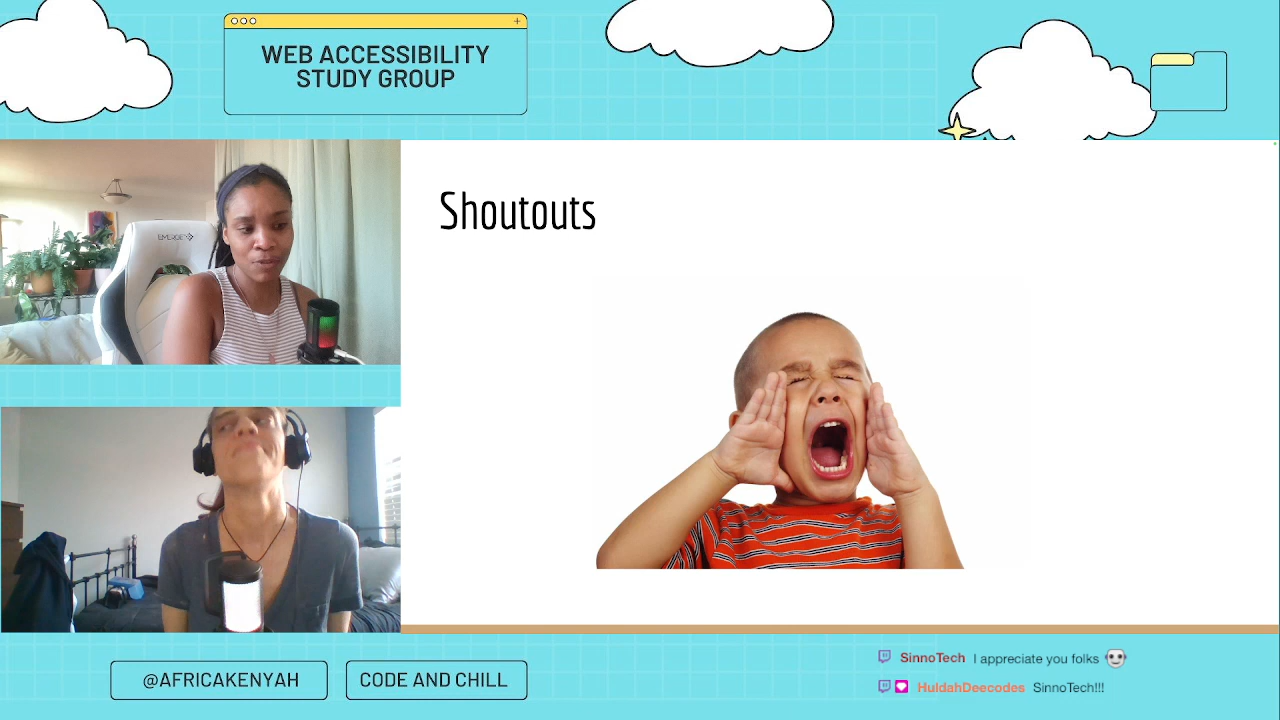 WEB ACCESSIBILITY
STUDY GROUP
Shoutouts
@AFRICAKENYAH
CODE AND CHILL
SinnoTech I appreciate you folks
HuldahDeecodes SinnoTech!!!